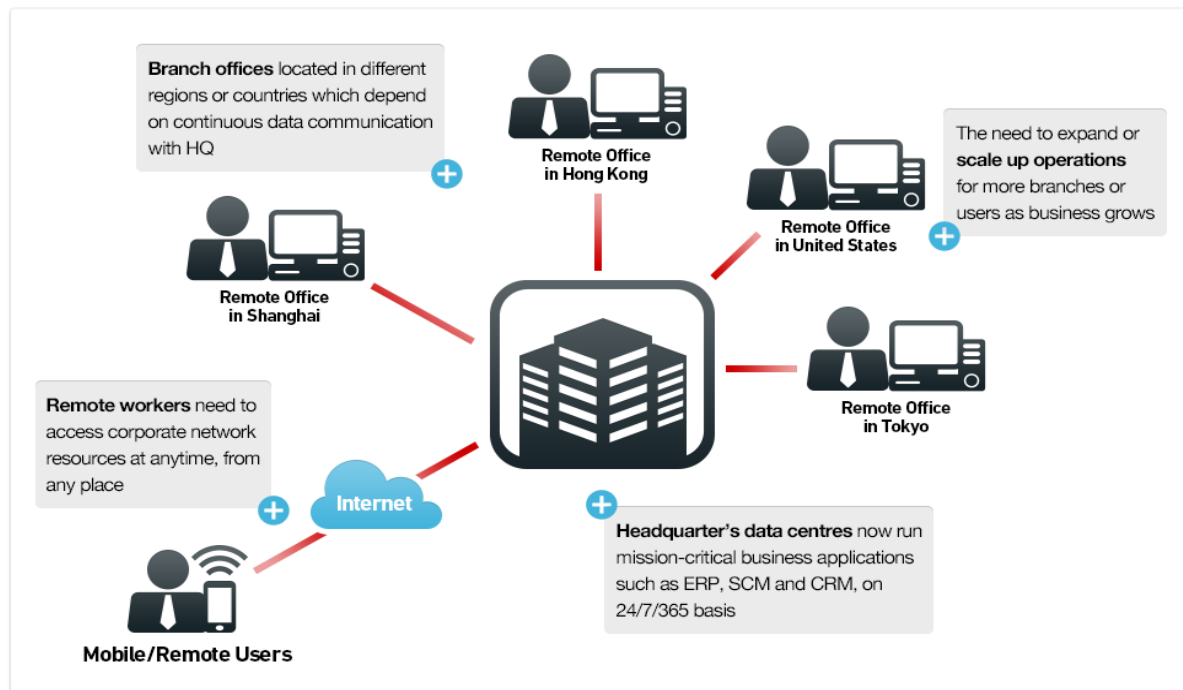 Branch offices located in different
regions or countries which depend
on continuous data communication
with HQ
Remote Office
in Hong Kong
The need to expand or
scale up operations
for more branches or
users as business grows
Remote Office
in United States
Remote Office
in Shanghai
Remote Office
in Tokyo
Remote workers need to
access corporate network
resources at anytime, from
any place
Internet
Headquarter's data centres now run
mission-critical business applications
such as ERP, SCM and CRM, on
24/7/365 basis
Mobile/Remote Users